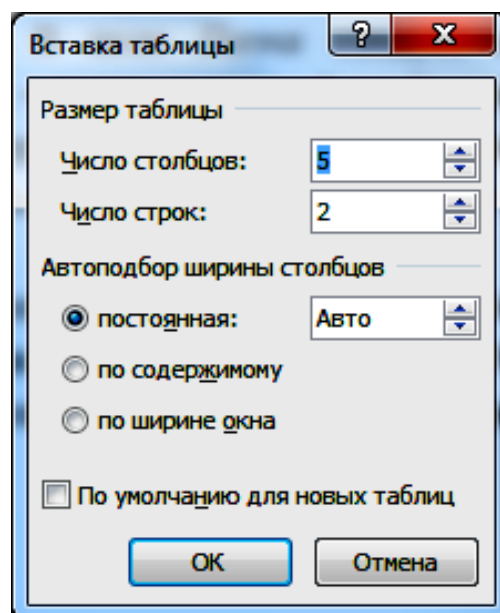 Вставка таблицы
Размер таблицы
Число столбцов: 5
Число строк: 2
Автоподбор ширины столбцов
постоянная: Авто
по содержимому
по ширине окна
По умолчанию для новых таблиц
ОК Отмена